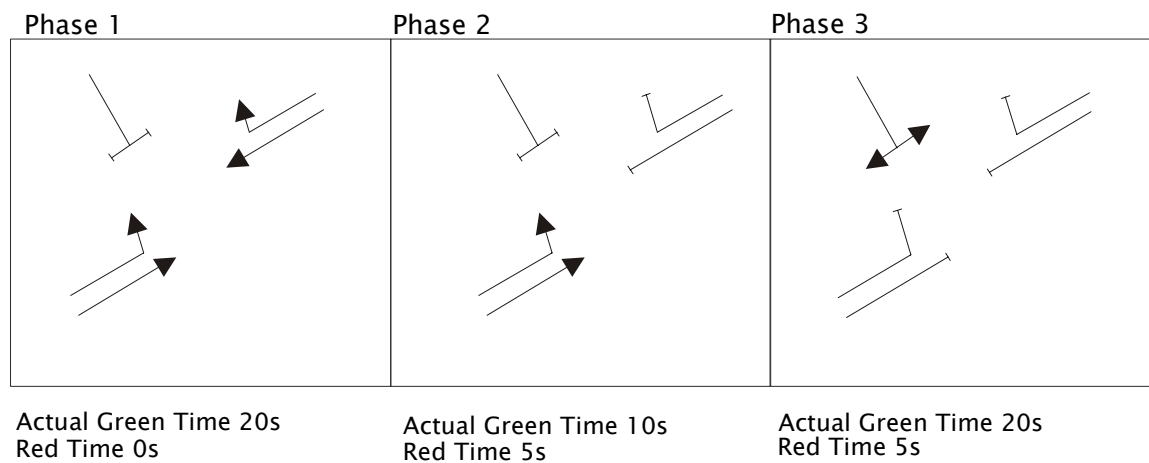 Phase 1
Phase 2
Phase 3
Actual Green Time 20s
Red Time 0s
Actual Green Time 10s
Red Time 5s
Actual Green Time 20s
Red Time 5s